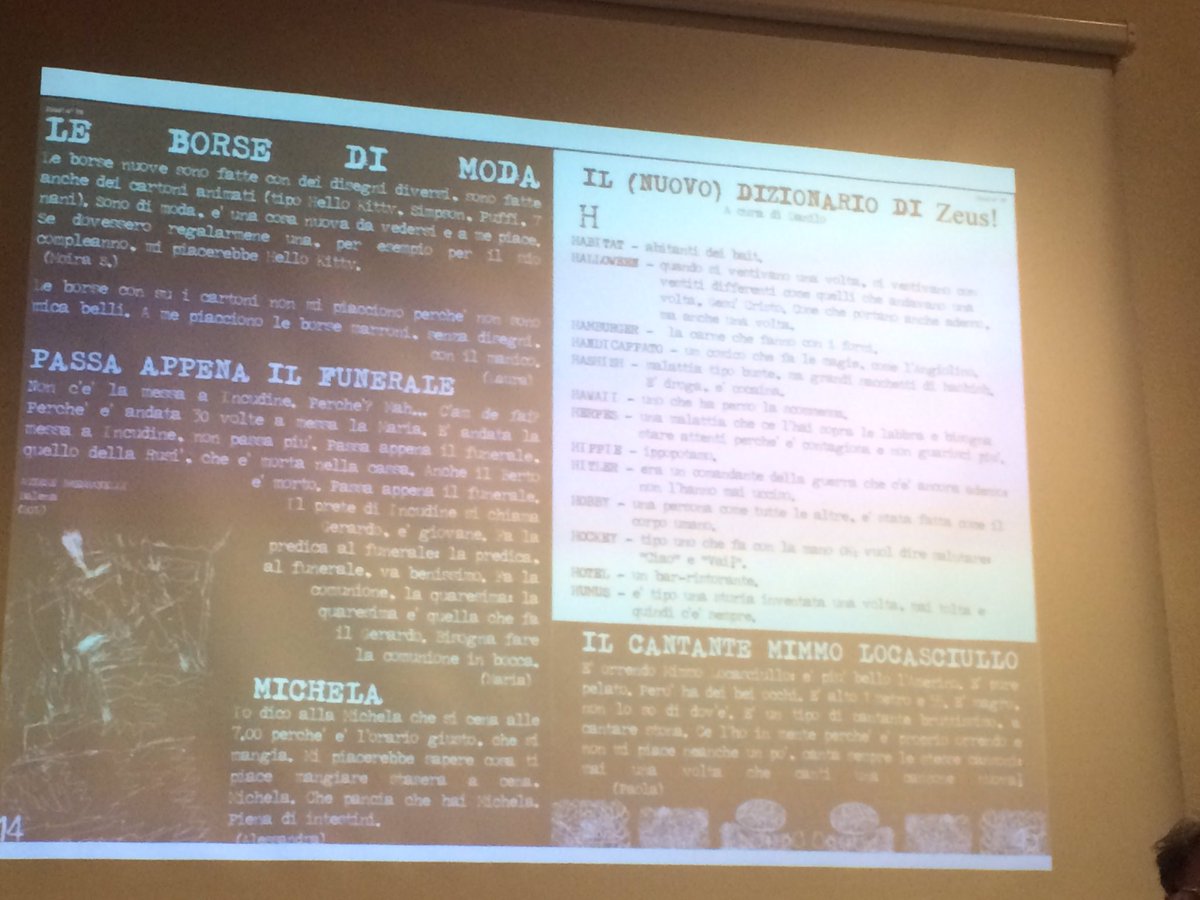 LE BORSE DI MODA
Le borse nuove sono fatte con dei disegni diversi, sono fatte
anche dei cartoni animati (tipo Hello Kitty, Simpson, Puffi, 7
nani). Sono di moda, e' una cosa nuova da vedersi e a me piace.
Se dovessero regalarmene una, per esempio per il mio
compleanno, mi piacerebbe Hello Kitty.
(Moira S.)
Le borse con su i cartoni non mi piacciono perche' non sono
mica belli. A me piacciono le borse marroni, senza disegni,
con il manico.
(Laura)
PASSA APPENA IL FUNERALE
Non c'e' la messa a Incudine. Perche'? Mah... C'am de fa?
Perche' e' andata 30 volte a messa la Maria. E' andata la
messa a Incudine, non passa piu'. Passa appena il funerale,
quello della Rusi', che e' morta nella cassa. Anche il Berto
e' morto. Passa appena il funerale.
Il prete di Incudine si chiama
Gerardo, e' giovane. Fa la
predica al funerale: la predica,
al funerale, va benissimo. Fa la
comunione, la quaresima: la
quaresima e' quella che fa
il Gerardo. Bisogna fare
la comunione in bocca.
(Maria)
MICHELA
Io dico alla Michela che si cena alle
7.00 perche' e' l'orario giusto, che si
mangia. Mi piacerebbe sapere cosa ti
piace mangiare stasera a cena,
Michela. Che pancia che hai Michela.
Piena di intestini.
(Alessandra)
14
IL (NUOVO) DIZIONARIO DI Zeus!
A cura di Danilo
H
HABITAT - abitanti dei bait.
HALLOWEEN - quando si vestivano una volta, si vestivano con
vestiti differenti come quelli che andavano una
volta, Gesu' Cristo. Cose che portano anche adesso,
ma anche una volta.
HAMBURGER - la carne che fanno con i forni.
HANDICAPPATO - un comico che fa le magie, come l'Angiolino.
HASHISH - malattia tipo buste, ma grandi sacchetti di hashish.
E' droga, e' cocaina.
HAWAII - uno che ha perso la scommessa.
HERPES - una malattia che ce l'hai sopra le labbra e bisogna
stare attenti perche' e' contagiosa e non guarisci piu'.
HIPPIE - ippopotamo.
HITLER - era un comandante della guerra che c'e' ancora adesso:
non l'hanno mai ucciso.
HOBBY - una persona come tutte le altre, e' stata fatta come il
corpo umano.
HOCKEY - tipo uno che fa con la mano OK; vuol dire salutare:
"Ciao" e "Vai!".
HOTEL - un bar-ristorante.
HUMUS - e' tipo una storia inventata una volta, mai tolta e
quindi c'e' sempre.
IL CANTANTE MIMMO LOCASCIULLO
E' orrendo Mimmo Locasciullo: e' piu' bello l'America. E' pure
pelato. Pero' ha dei bei occhi. E' alto 1 metro e E' magro,
non lo so di dov'e'. E' un tipo di cantante bruttissimo, a
cantare stona. Ce l'ho in mente perche' e' proprio orrendo e
non mi piace neanche un po', canta sempre le stesse canzoni:
mai una volta che canti una canzone nuova!
(Paola)